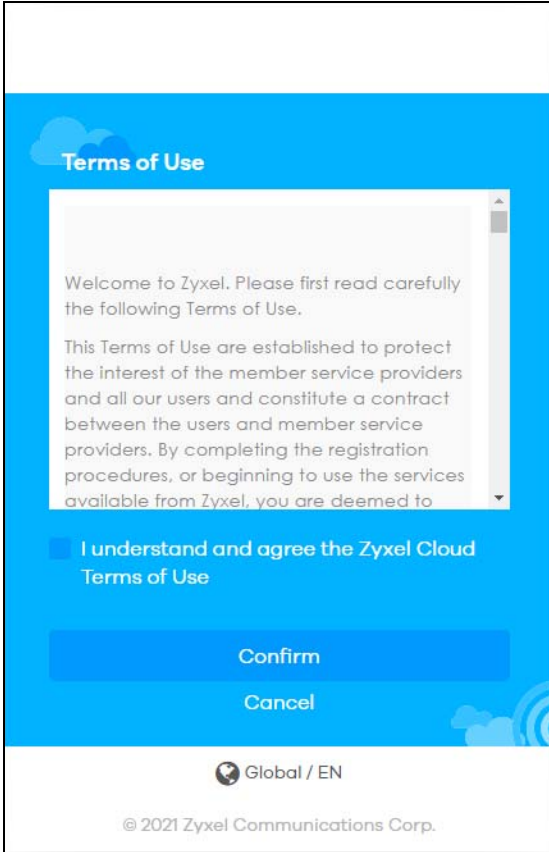 Terms of Use
Welcome to Zyxel. Please first read carefully
the following Terms of Use.
This Terms of Use are established to protect
the interest of the member service providers
and all our users and constitute a contract
between the users and member service
providers. By completing the registration
procedures, or beginning to use the services
available from Zyxel, you are deemed to
I understand and agree the Zyxel Cloud
Terms of Use
Confirm
Cancel
Global / EN
© 2021 Zyxel Communications Corp.